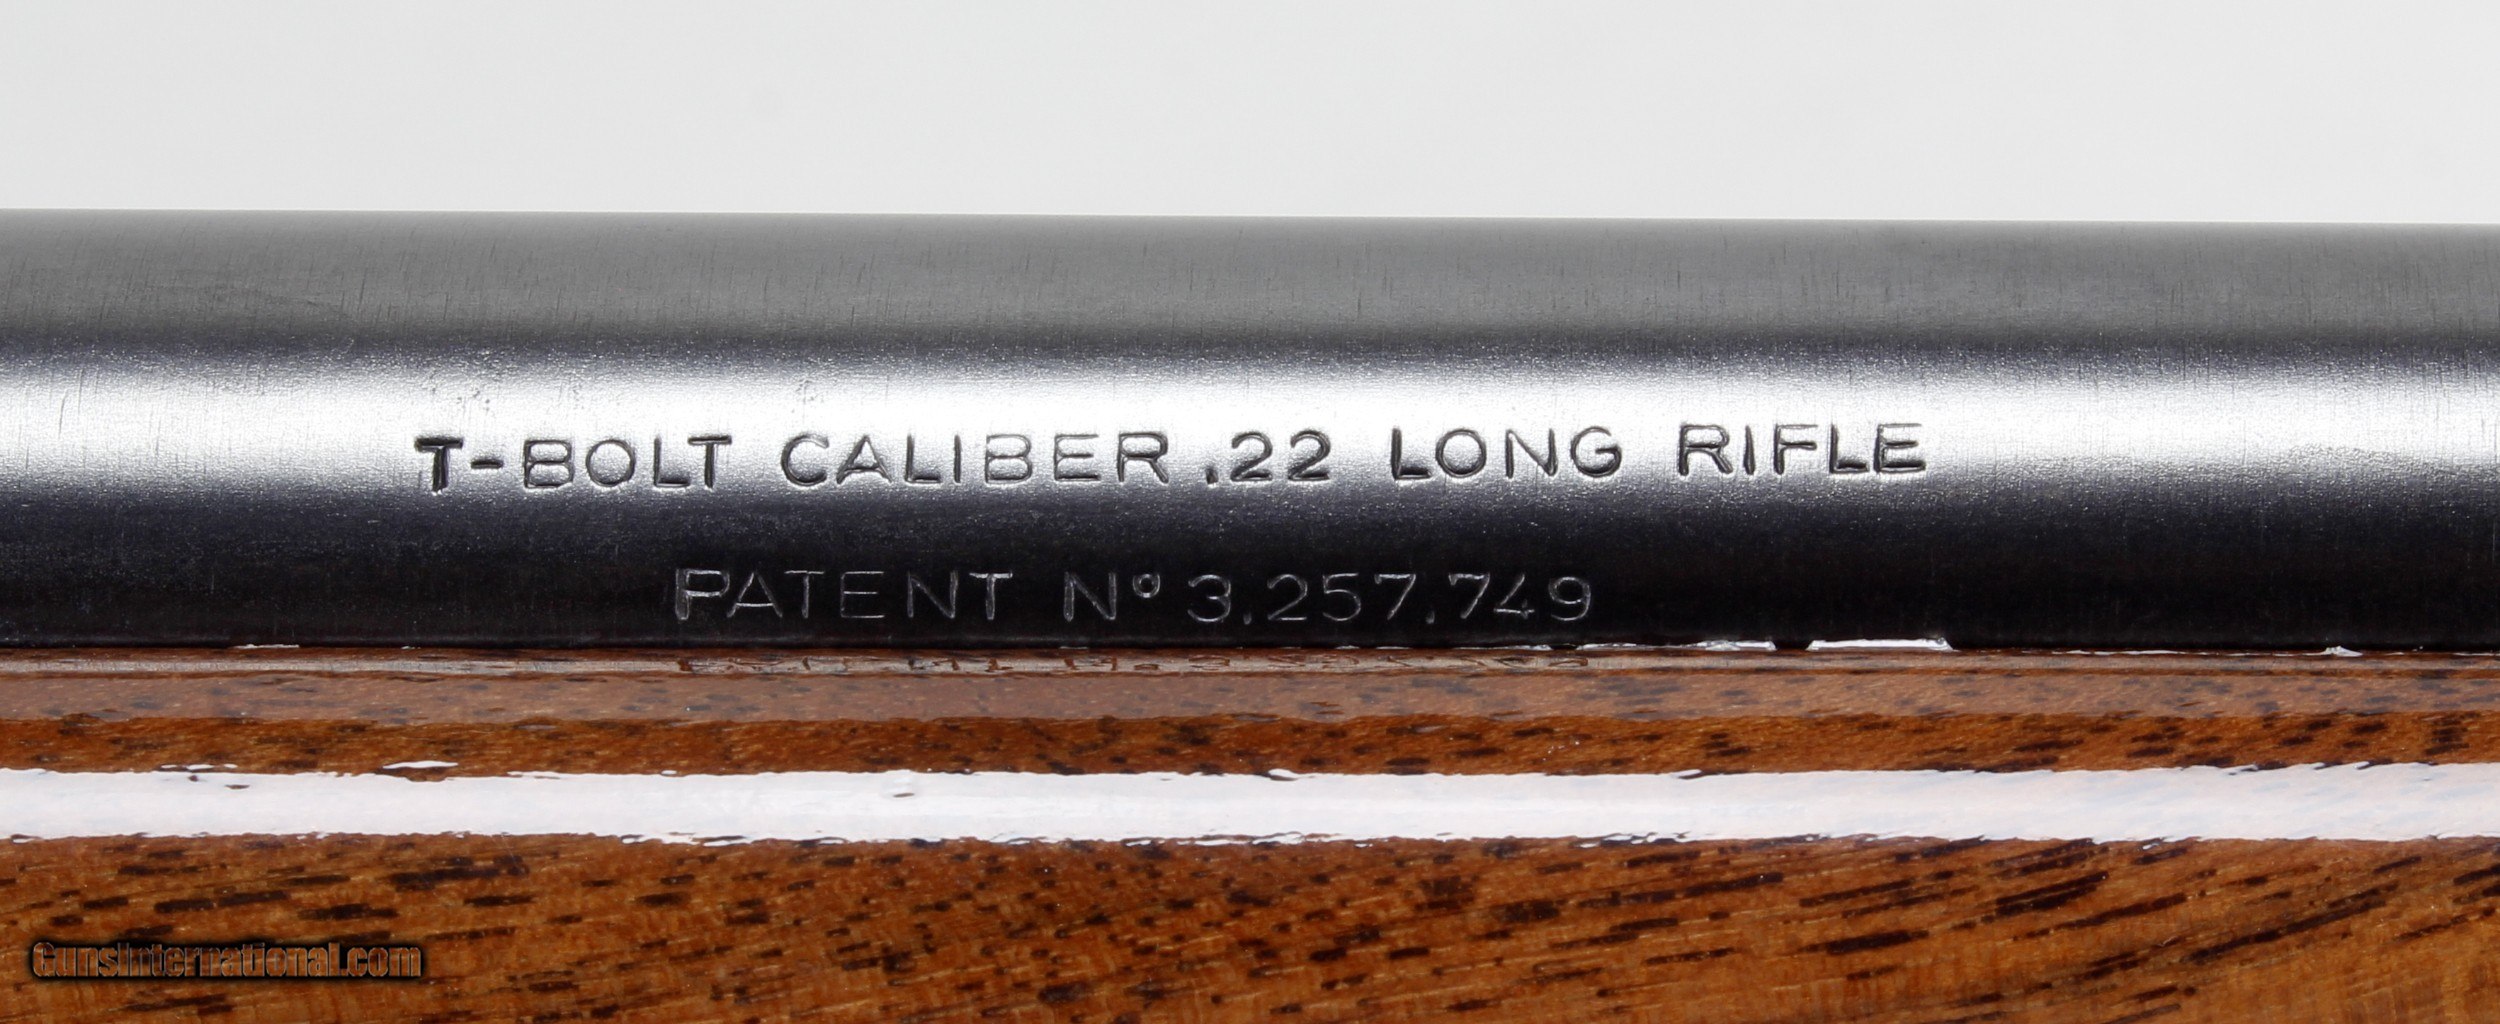 T-BOLT CALIBER .22 LONG RIFLE
PATENT Nº 3.257.749
GunsInternational.com